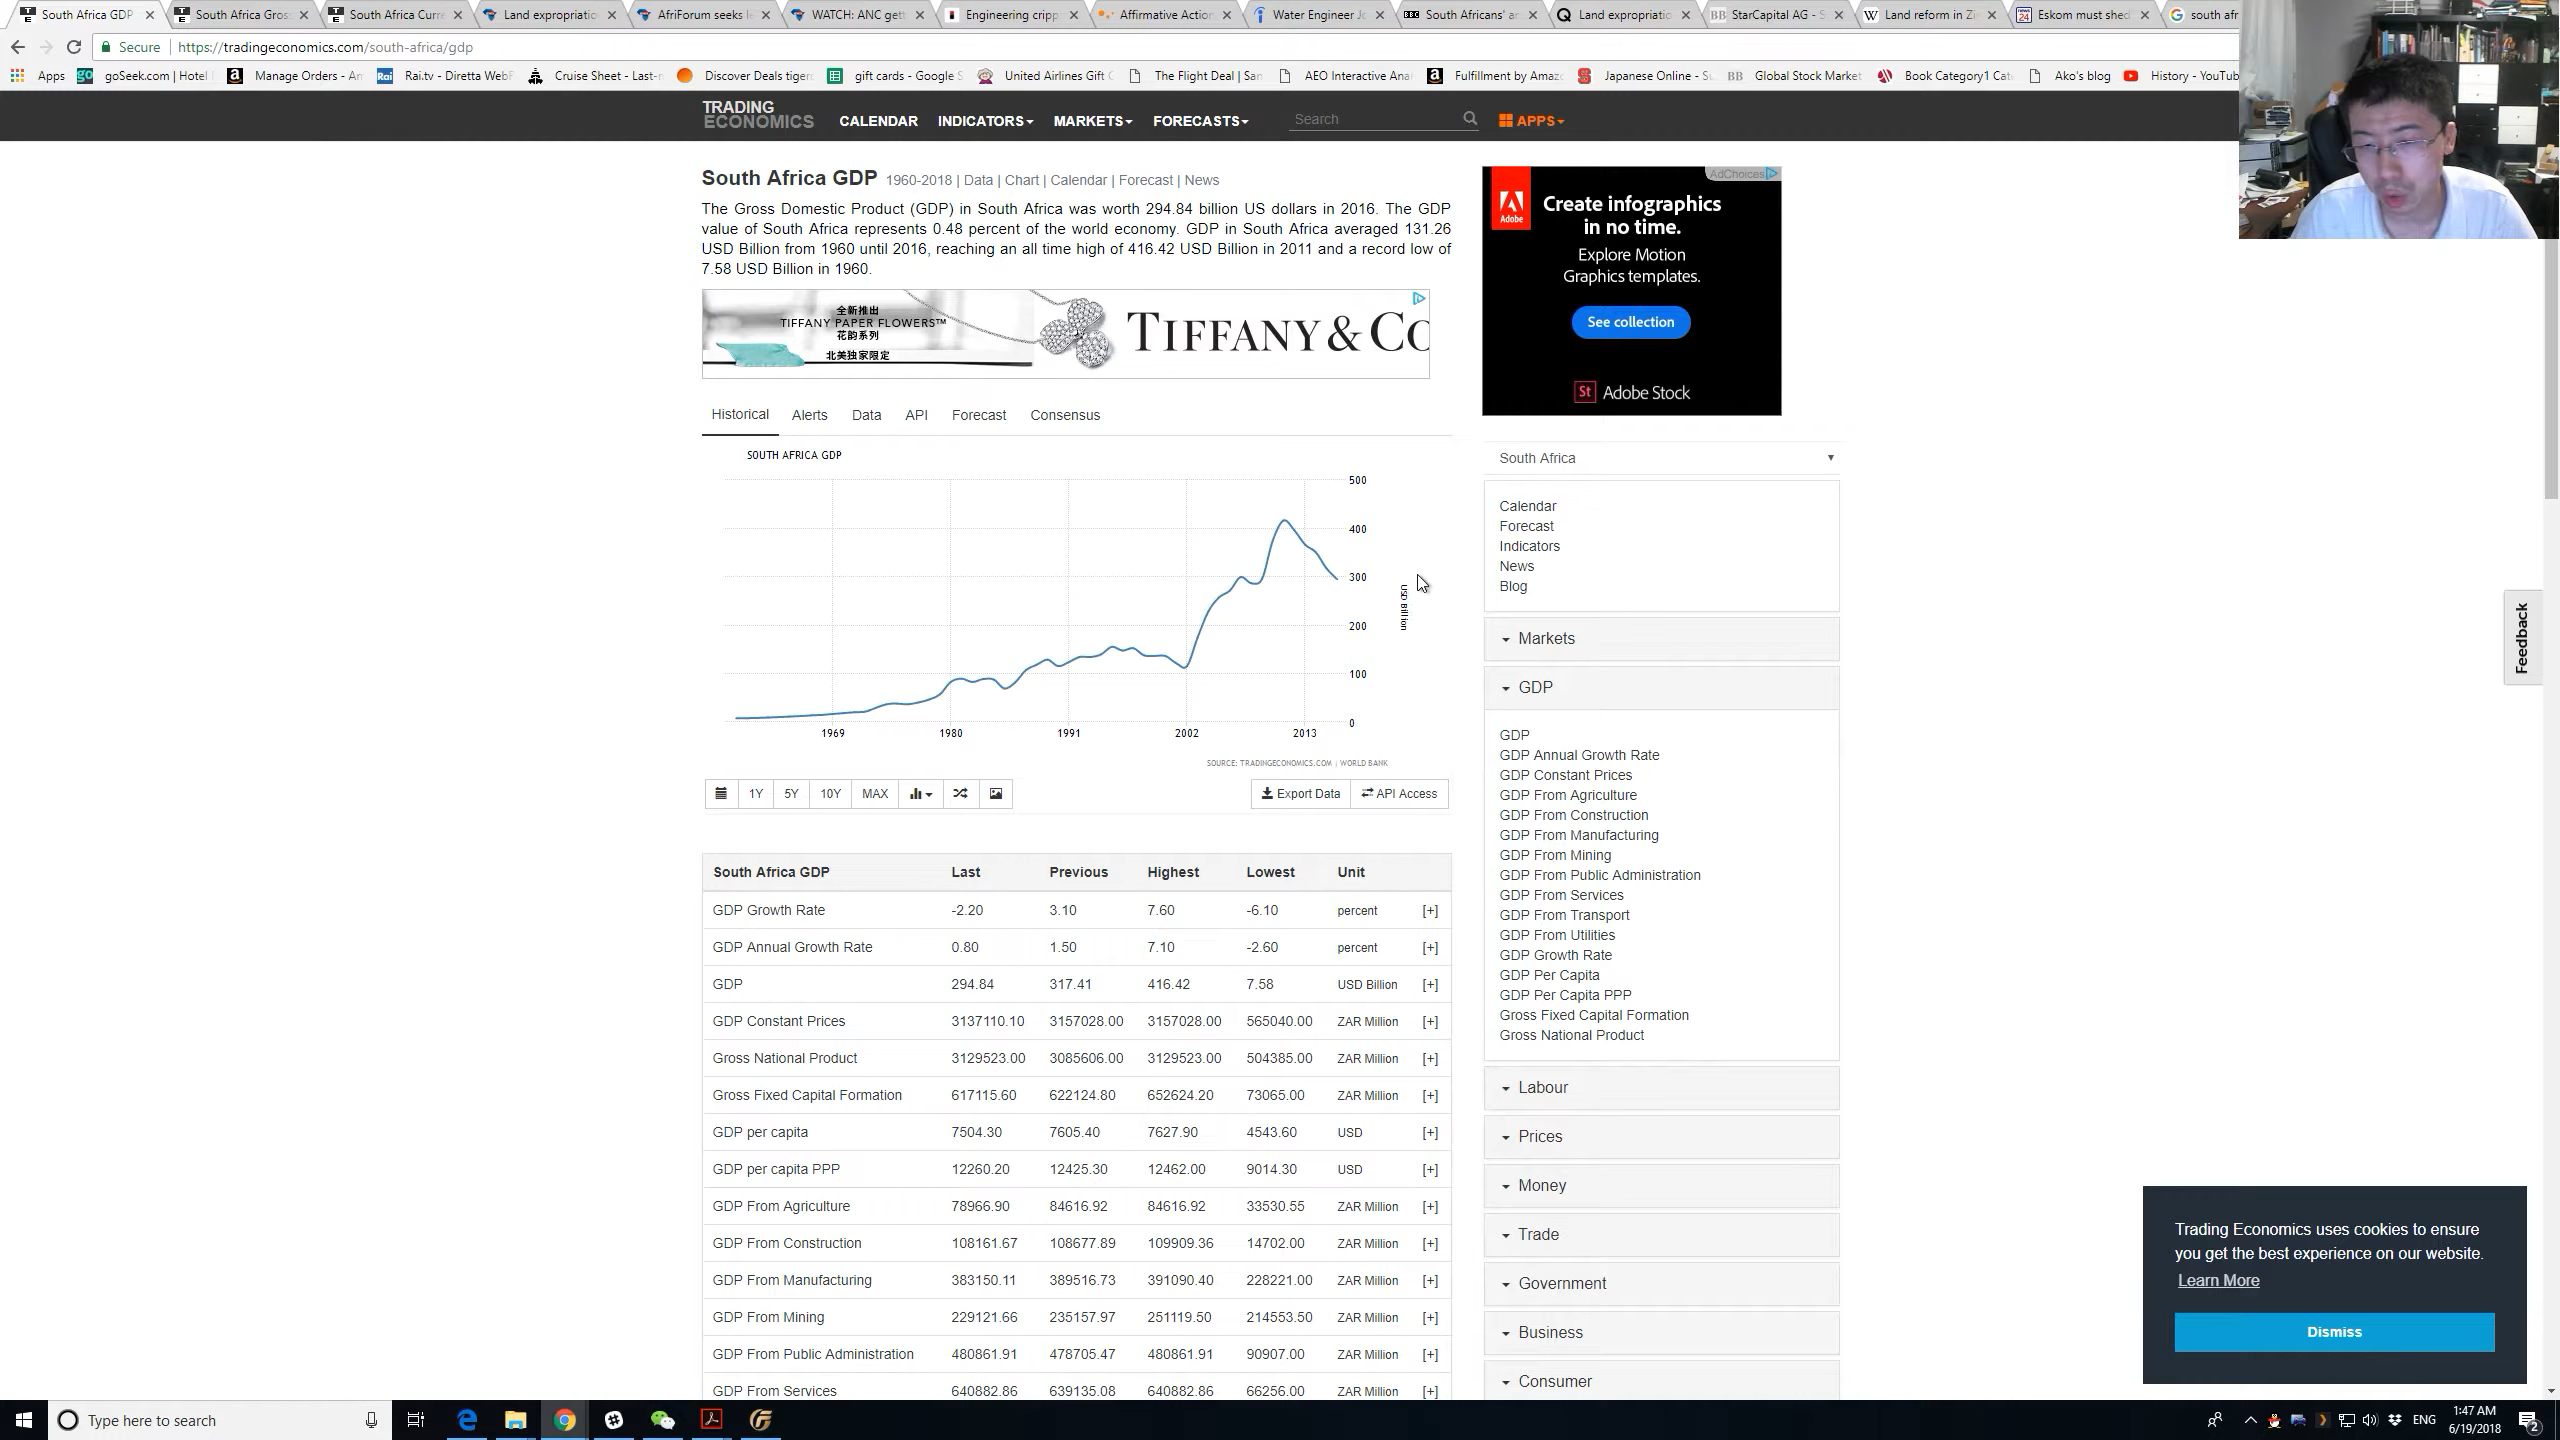 South Africa GDP
South Africa Gros
South Africa Curre
Land expropriatio
AfriForum seeks le
WATCH: ANC gett
Engineering cripp
Affirmative Action
Water Engineer Jo
South Africans' a
Land expropriatio
StarCapital AG - S
Land reform in Zi
Eskom must shed
south afr
Secure
https://tradingeconomics.com/south-africa/gdp
Apps
goSeek.com | Hotel
Manage Orders - Am
Rai.tv - Diretta WebR
Cruise Sheet - Last-
Discover Deals tiger
gift cards - Google S
United Airlines Gift C
The Flight Deal | San
AEO Interactive Ana
Fulfillment by Amaz
Japanese Online - Su
Global Stock Market
Book Category1 Cat
Ako's blog
History - YouTub
TRADING
ECONOMICS
CALENDAR
INDICATORS
MARKETS
FORECASTS
Search
APPS
South Africa GDP 1960-2018 | Data | Chart | Calendar | Forecast | News
The Gross Domestic Product (GDP) in South Africa was worth 294.84 billion US dollars in 2016. The GDP
value of South Africa represents 0.48 percent of the world economy. GDP in South Africa averaged 131.26
USD Billion from 1960 until 2016, reaching an all time high of 416.42 USD Billion in 2011 and a record low of
7.58 USD Billion in 1960.
全新推出
TIFFANY PAPER FLOWERS™
花韵系列
北美独家限定
TIFFANY & CO
AdChoices
Adobe
Create infographics
in no time.
Explore Motion
Graphics templates.
See collection
St Adobe Stock
Historical Alerts Data API Forecast Consensus
SOUTH AFRICA GDP
500
400
300
200
100
0
USD Billion
1969 1980 1991 2002 2013
SOURCE: TRADINGECONOMICS.COM | WORLD BANK
1Y 5Y 10Y MAX
Export Data API Access
South Africa GDP Last Previous Highest Lowest Unit
GDP Growth Rate -2.20 3.10 7.60 -6.10 percent [+]
GDP Annual Growth Rate 0.80 1.50 7.10 -2.60 percent [+]
GDP 294.84 317.41 416.42 7.58 USD Billion [+]
GDP Constant Prices 3137110.10 3157028.00 3157028.00 565040.00 ZAR Million [+]
Gross National Product 3129523.00 3085606.00 3129523.00 504385.00 ZAR Million [+]
Gross Fixed Capital Formation 617115.60 622124.80 652624.20 73065.00 ZAR Million [+]
GDP per capita 7504.30 7605.40 7627.90 4543.60 USD [+]
GDP per capita PPP 12260.20 12425.30 12462.00 9014.30 USD [+]
GDP From Agriculture 78966.90 84616.92 84616.92 33530.55 ZAR Million [+]
GDP From Construction 108161.67 108677.89 109909.36 14702.00 ZAR Million [+]
GDP From Manufacturing 383150.11 389516.73 391090.40 228221.00 ZAR Million [+]
GDP From Mining 229121.66 235157.97 251119.50 214553.50 ZAR Million [+]
GDP From Public Administration 480861.91 478705.47 480861.91 90907.00 ZAR Million [+]
GDP From Services 640882.86 639135.08 640882.86 66256.00 ZAR Million [+]
South Africa
Calendar
Forecast
Indicators
News
Blog
Markets
GDP
GDP
GDP Annual Growth Rate
GDP Constant Prices
GDP From Agriculture
GDP From Construction
GDP From Manufacturing
GDP From Mining
GDP From Public Administration
GDP From Services
GDP From Transport
GDP From Utilities
GDP Growth Rate
GDP Per Capita
GDP Per Capita PPP
Gross Fixed Capital Formation
Gross National Product
Labour
Prices
Money
Trade
Government
Business
Consumer
Feedback
Trading Economics uses cookies to ensure
you get the best experience on our website.
Learn More
Dismiss
Type here to search
ENG
1:47 AM
6/19/2018
2